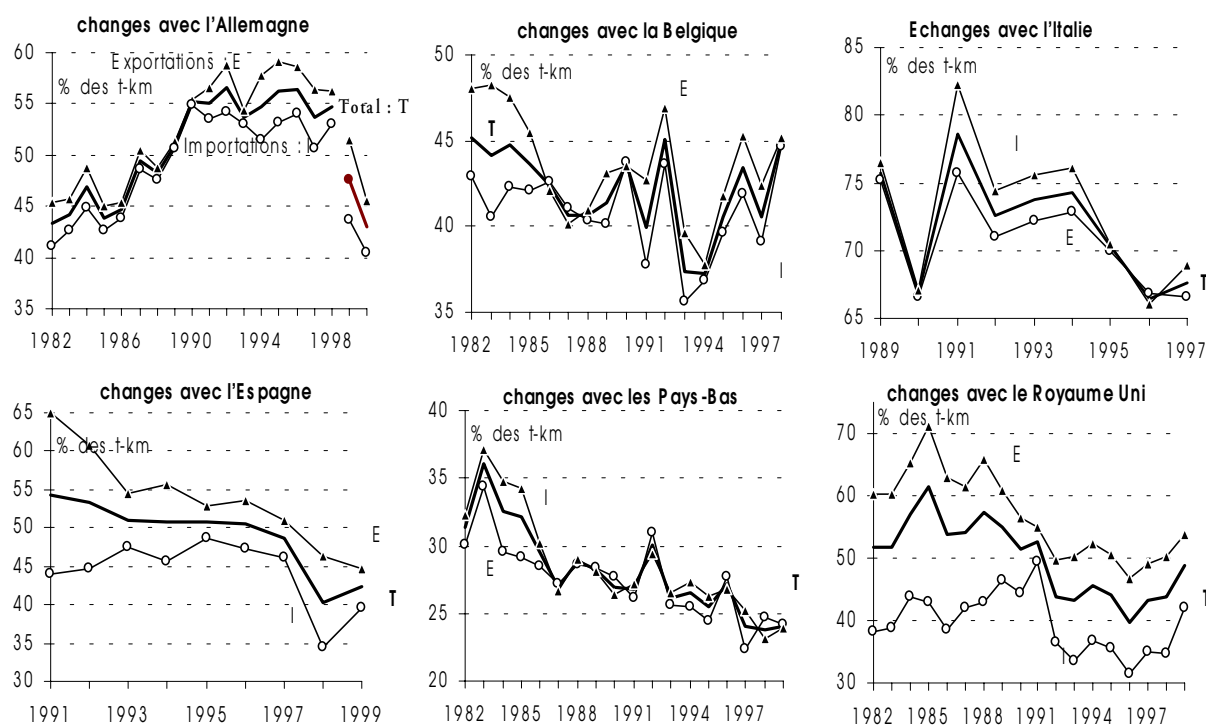 changes avec l'Allemagne
60
Exportations : E
% des t-km
55
Total : T
50
Importations : I
45
40
35
1982 1986 1990 1994 1998
changes avec la Belgique
50
% des t-km
E
45
T
40
I
35
1982 1985 1988 1991 1994 1997
Echanges avec l'Italie
85
% des t-km
80
I
75
70
E
T
65
1989 1991 1993 1995 1997
changes avec l'Espagne
65
% des t-km
60
55
50
E
45
T
40
I
35
30
1991 1993 1995 1997 1999
changes avec les Pays-Bas
40
% des t-km
35
I
30
E
T
25
20
1982 1985 1988 1991 1994 1997
changes avec le Royaume Uni
% des t-km
70
E
60
50
T
40
I
30
1982 1985 1988 1991 1994 1997